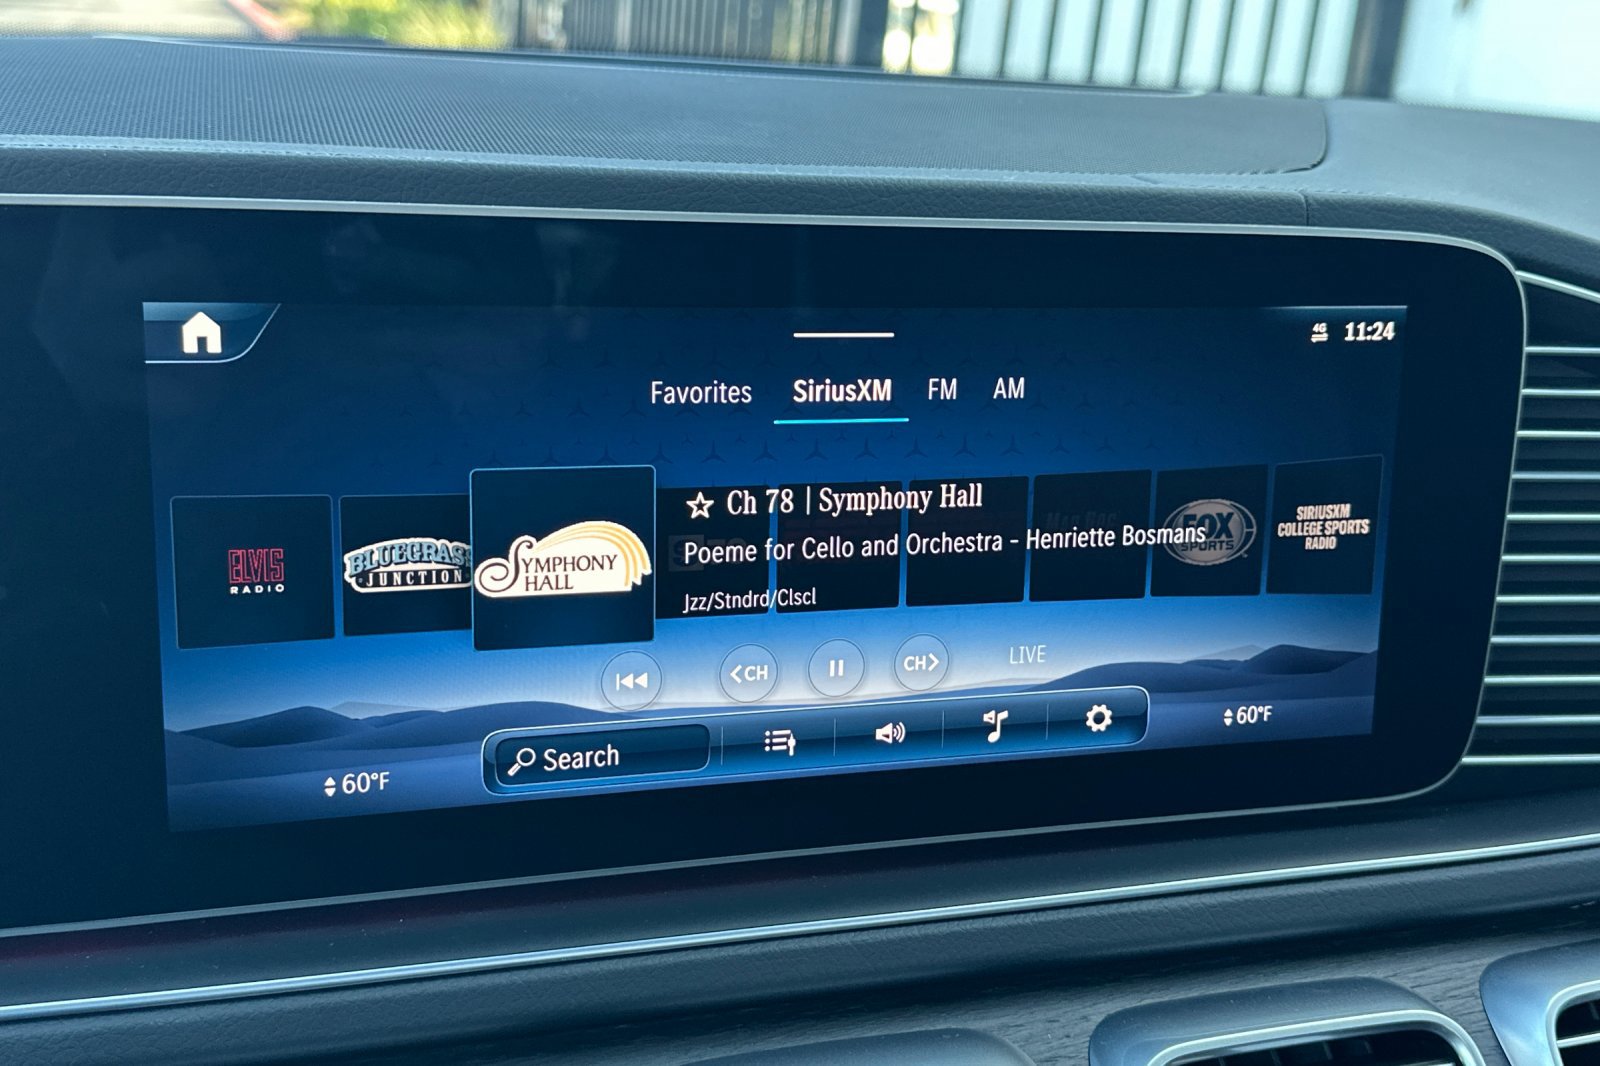 4G 11:24
Favorites SiriusXM FM AM
Ch 78 | Symphony Hall
Poeme for Cello and Orchestra - Henriette Bosmans
Jzz/Stndrd/Clscl
ELVIS
RADIO
BLUEGRASS
JUNCTION
SYMPHONY
HALL
FOX
SPORTS
SIRIUSXM
COLLEGE SPORTS
RADIO
<CH CH> LIVE
Search
60°F
60°F